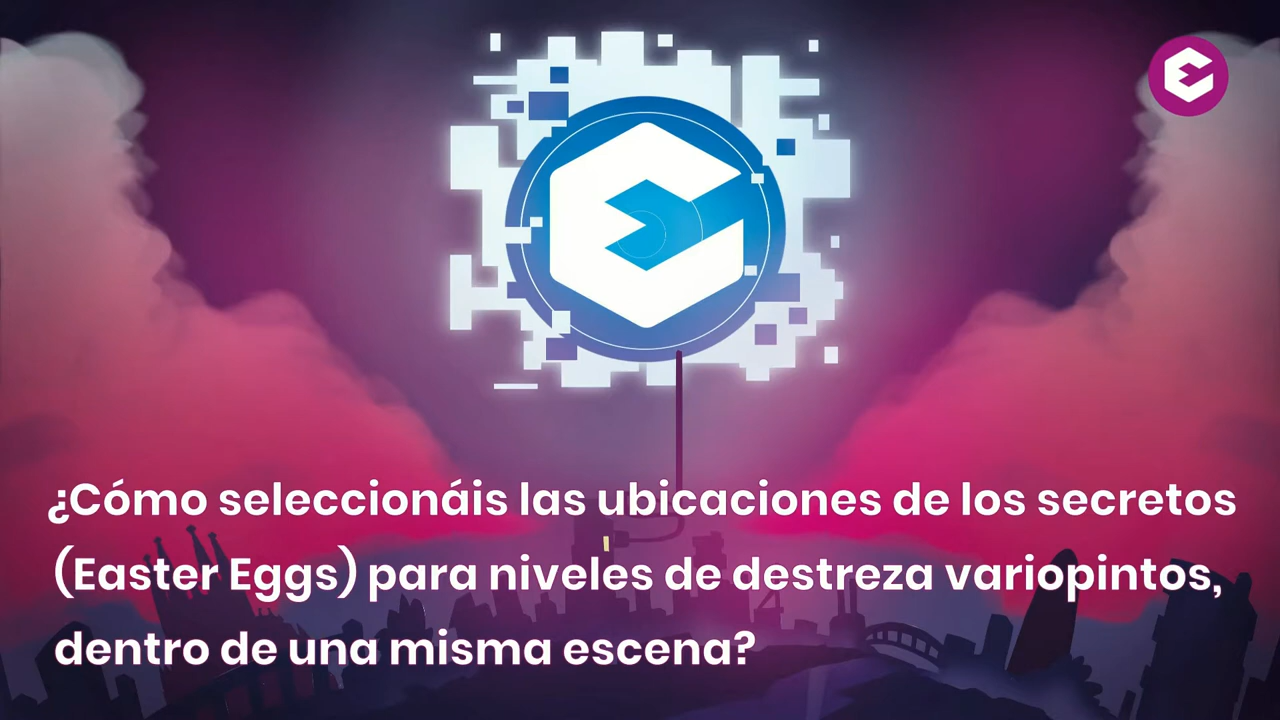 ¿Cómo seleccionáis las ubicaciones de los secretos
(Easter Eggs) para niveles de destreza variopintos,
dentro de una misma escena?